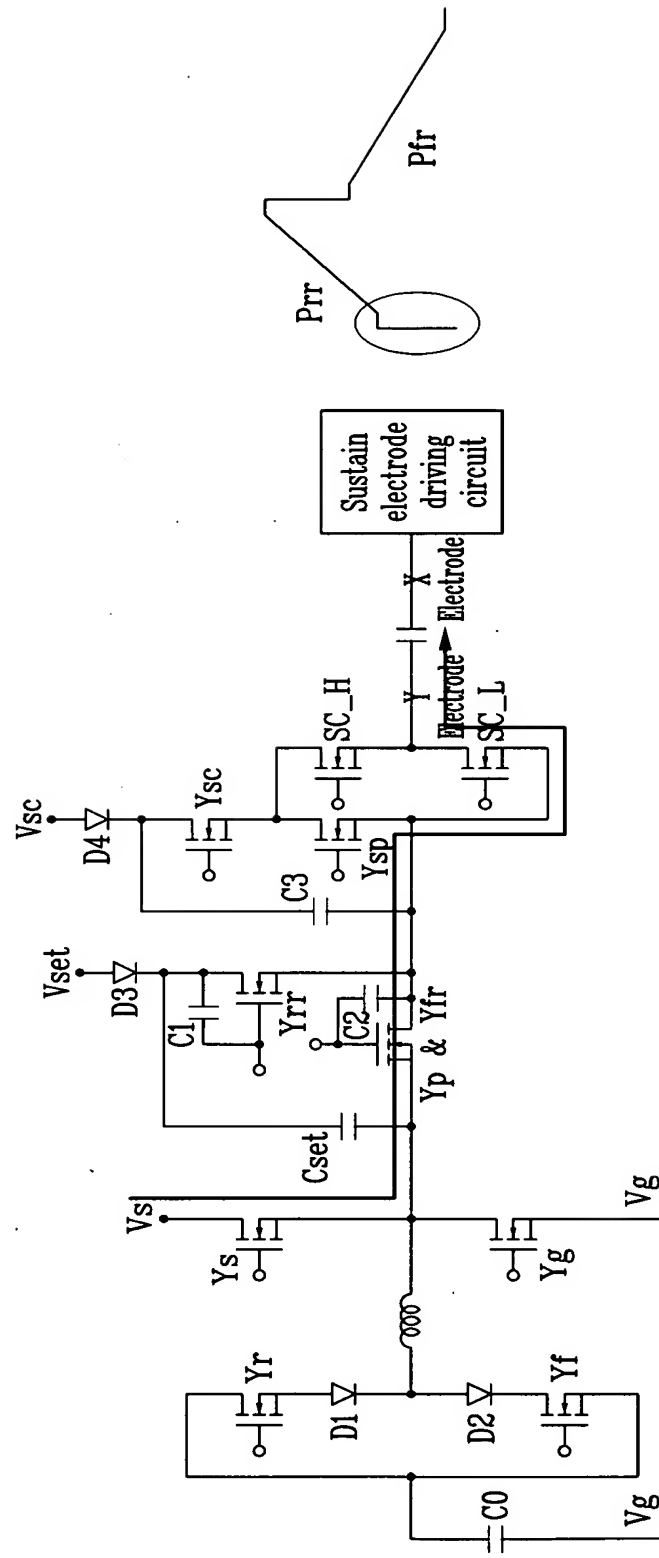 Prr
Pfr
Vsc
D4
Ysc
SC_H
Ysp
C3
SC_L
Y
Electrode
X
Electrode
Sustain
electrode
driving
circuit
Vset
D3
C1
Yrr
C2
Yp & Yfr
Cset
Vs
Ys
Yg
Vg
Yr
D1
D2
Yf
C0
Vg